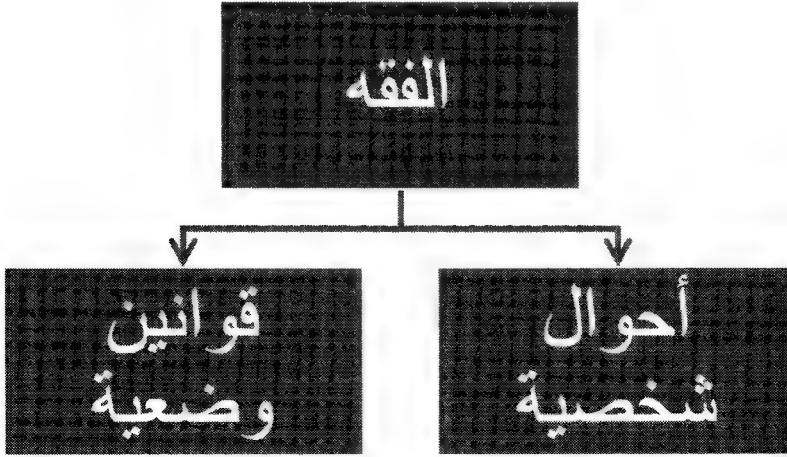 الفقه
أحوال
شخصية
قوانين
وضعية